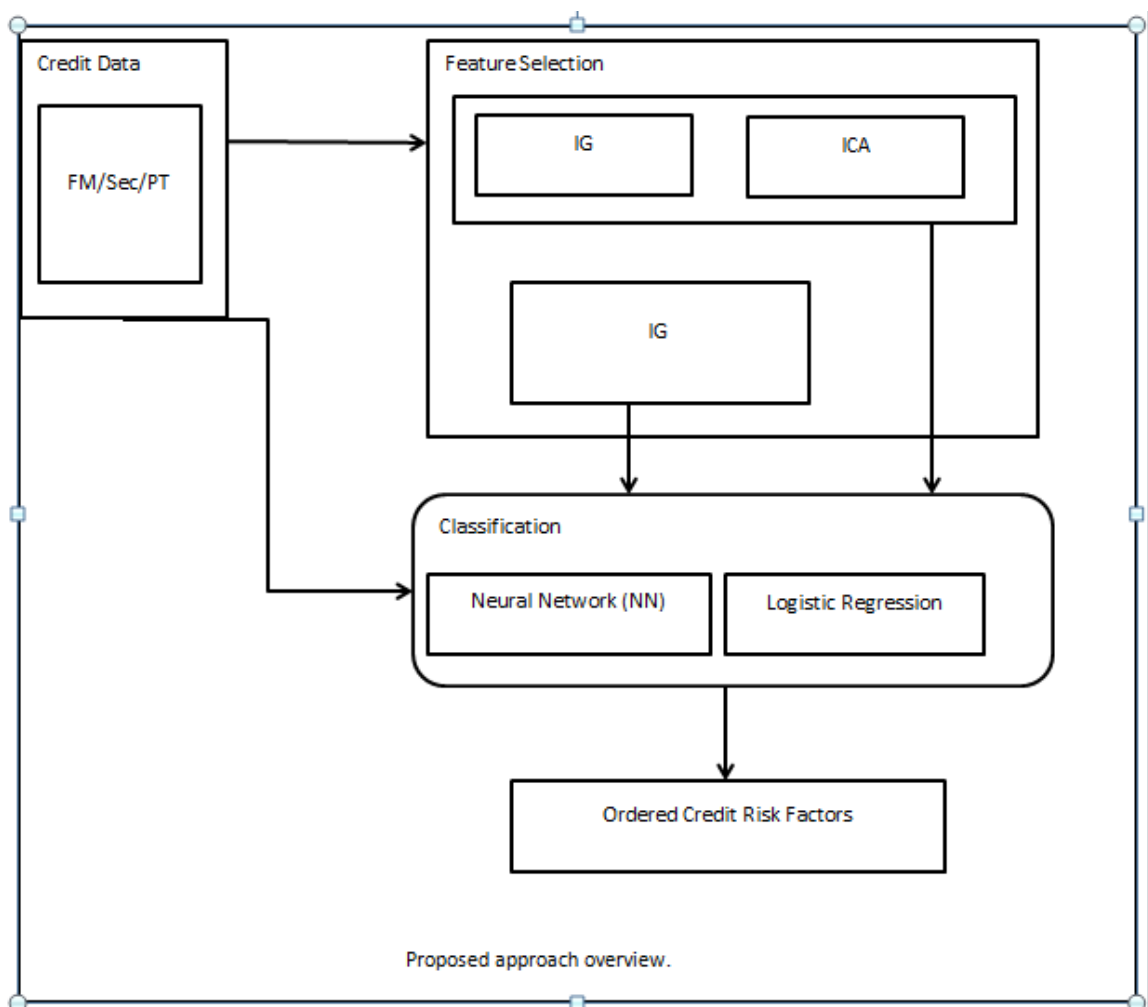 Credit Data
FM/Sec/PT
Feature Selection
IG
ICA
IG
Classification
Neural Network (NN)
Logistic Regression
Ordered Credit Risk Factors
Proposed approach overview.